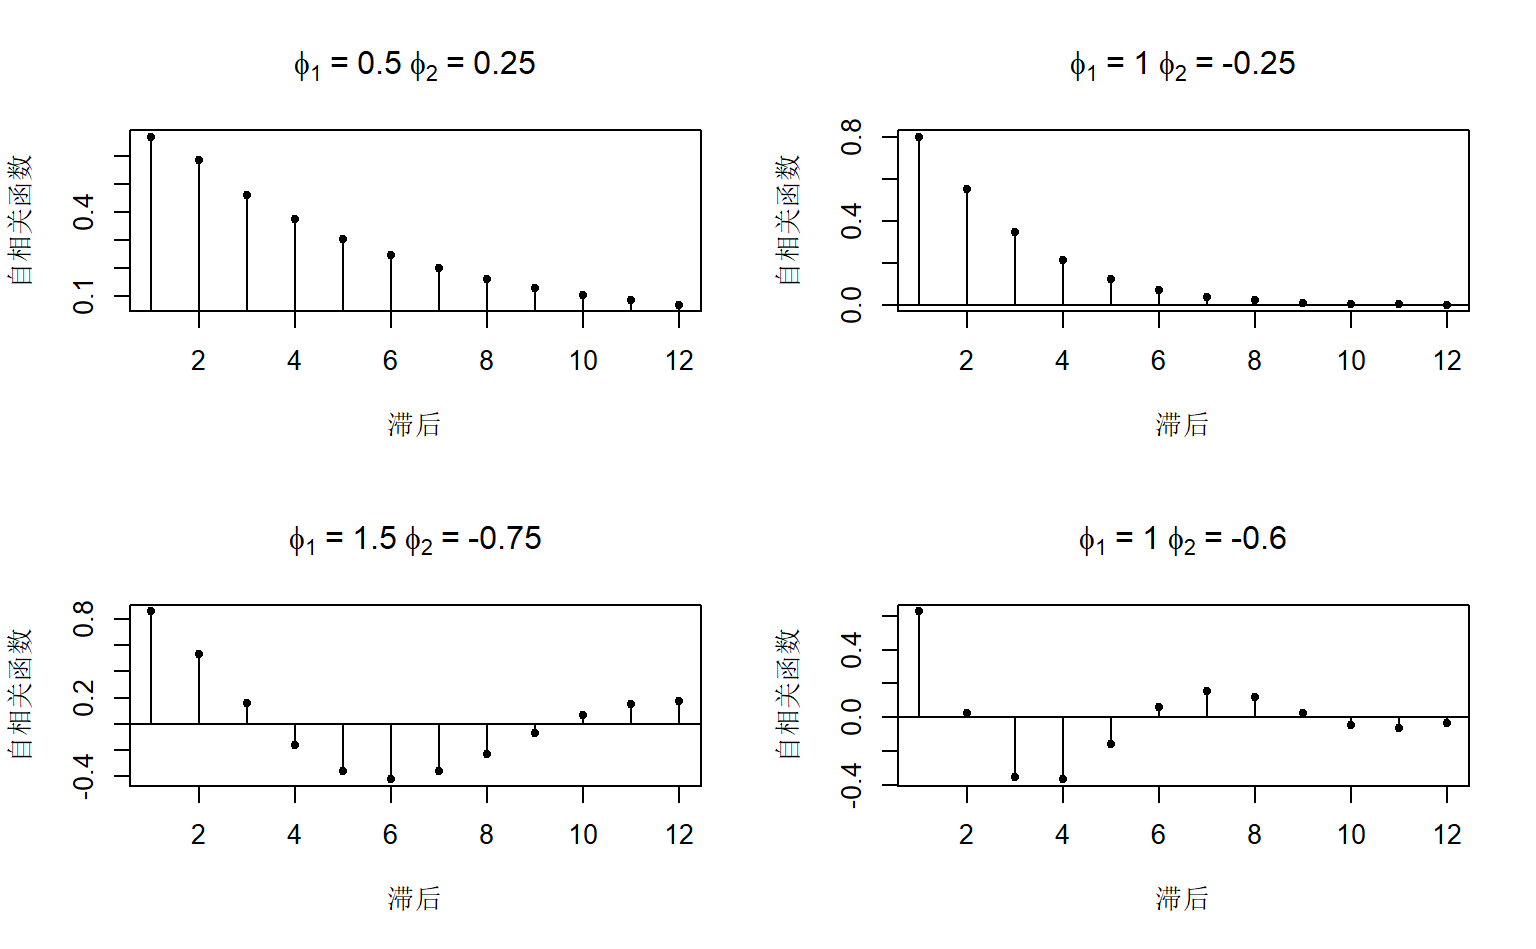 ϕ₁ = 0.5 ϕ₂ = 0.25
自相关函数
0.4
0.1
2 4 6 8 10 12
滞后
ϕ₁ = 1 ϕ₂ = -0.25
自相关函数
0.8
0.4
0.0
2 4 6 8 10 12
滞后
ϕ₁ = 1.5 ϕ₂ = -0.75
自相关函数
0.8
0.2
-0.4
2 4 6 8 10 12
滞后
ϕ₁ = 1 ϕ₂ = -0.6
自相关函数
0.4
0.0
-0.4
2 4 6 8 10 12
滞后